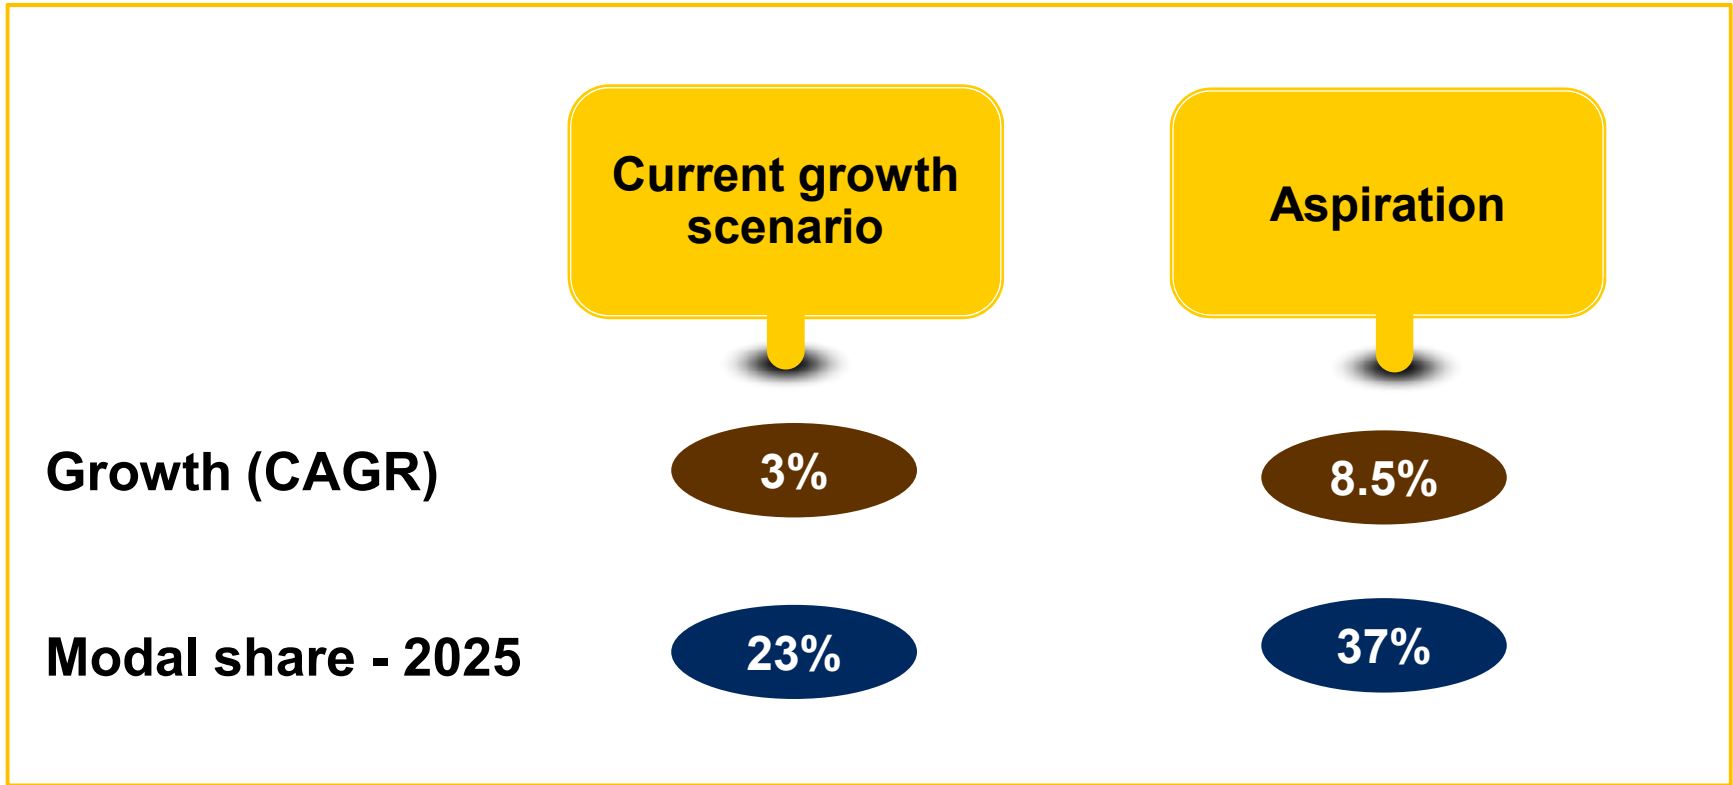 Current growth
scenario
Aspiration
Growth (CAGR)
3%
8.5%
Modal share - 2025
23%
37%